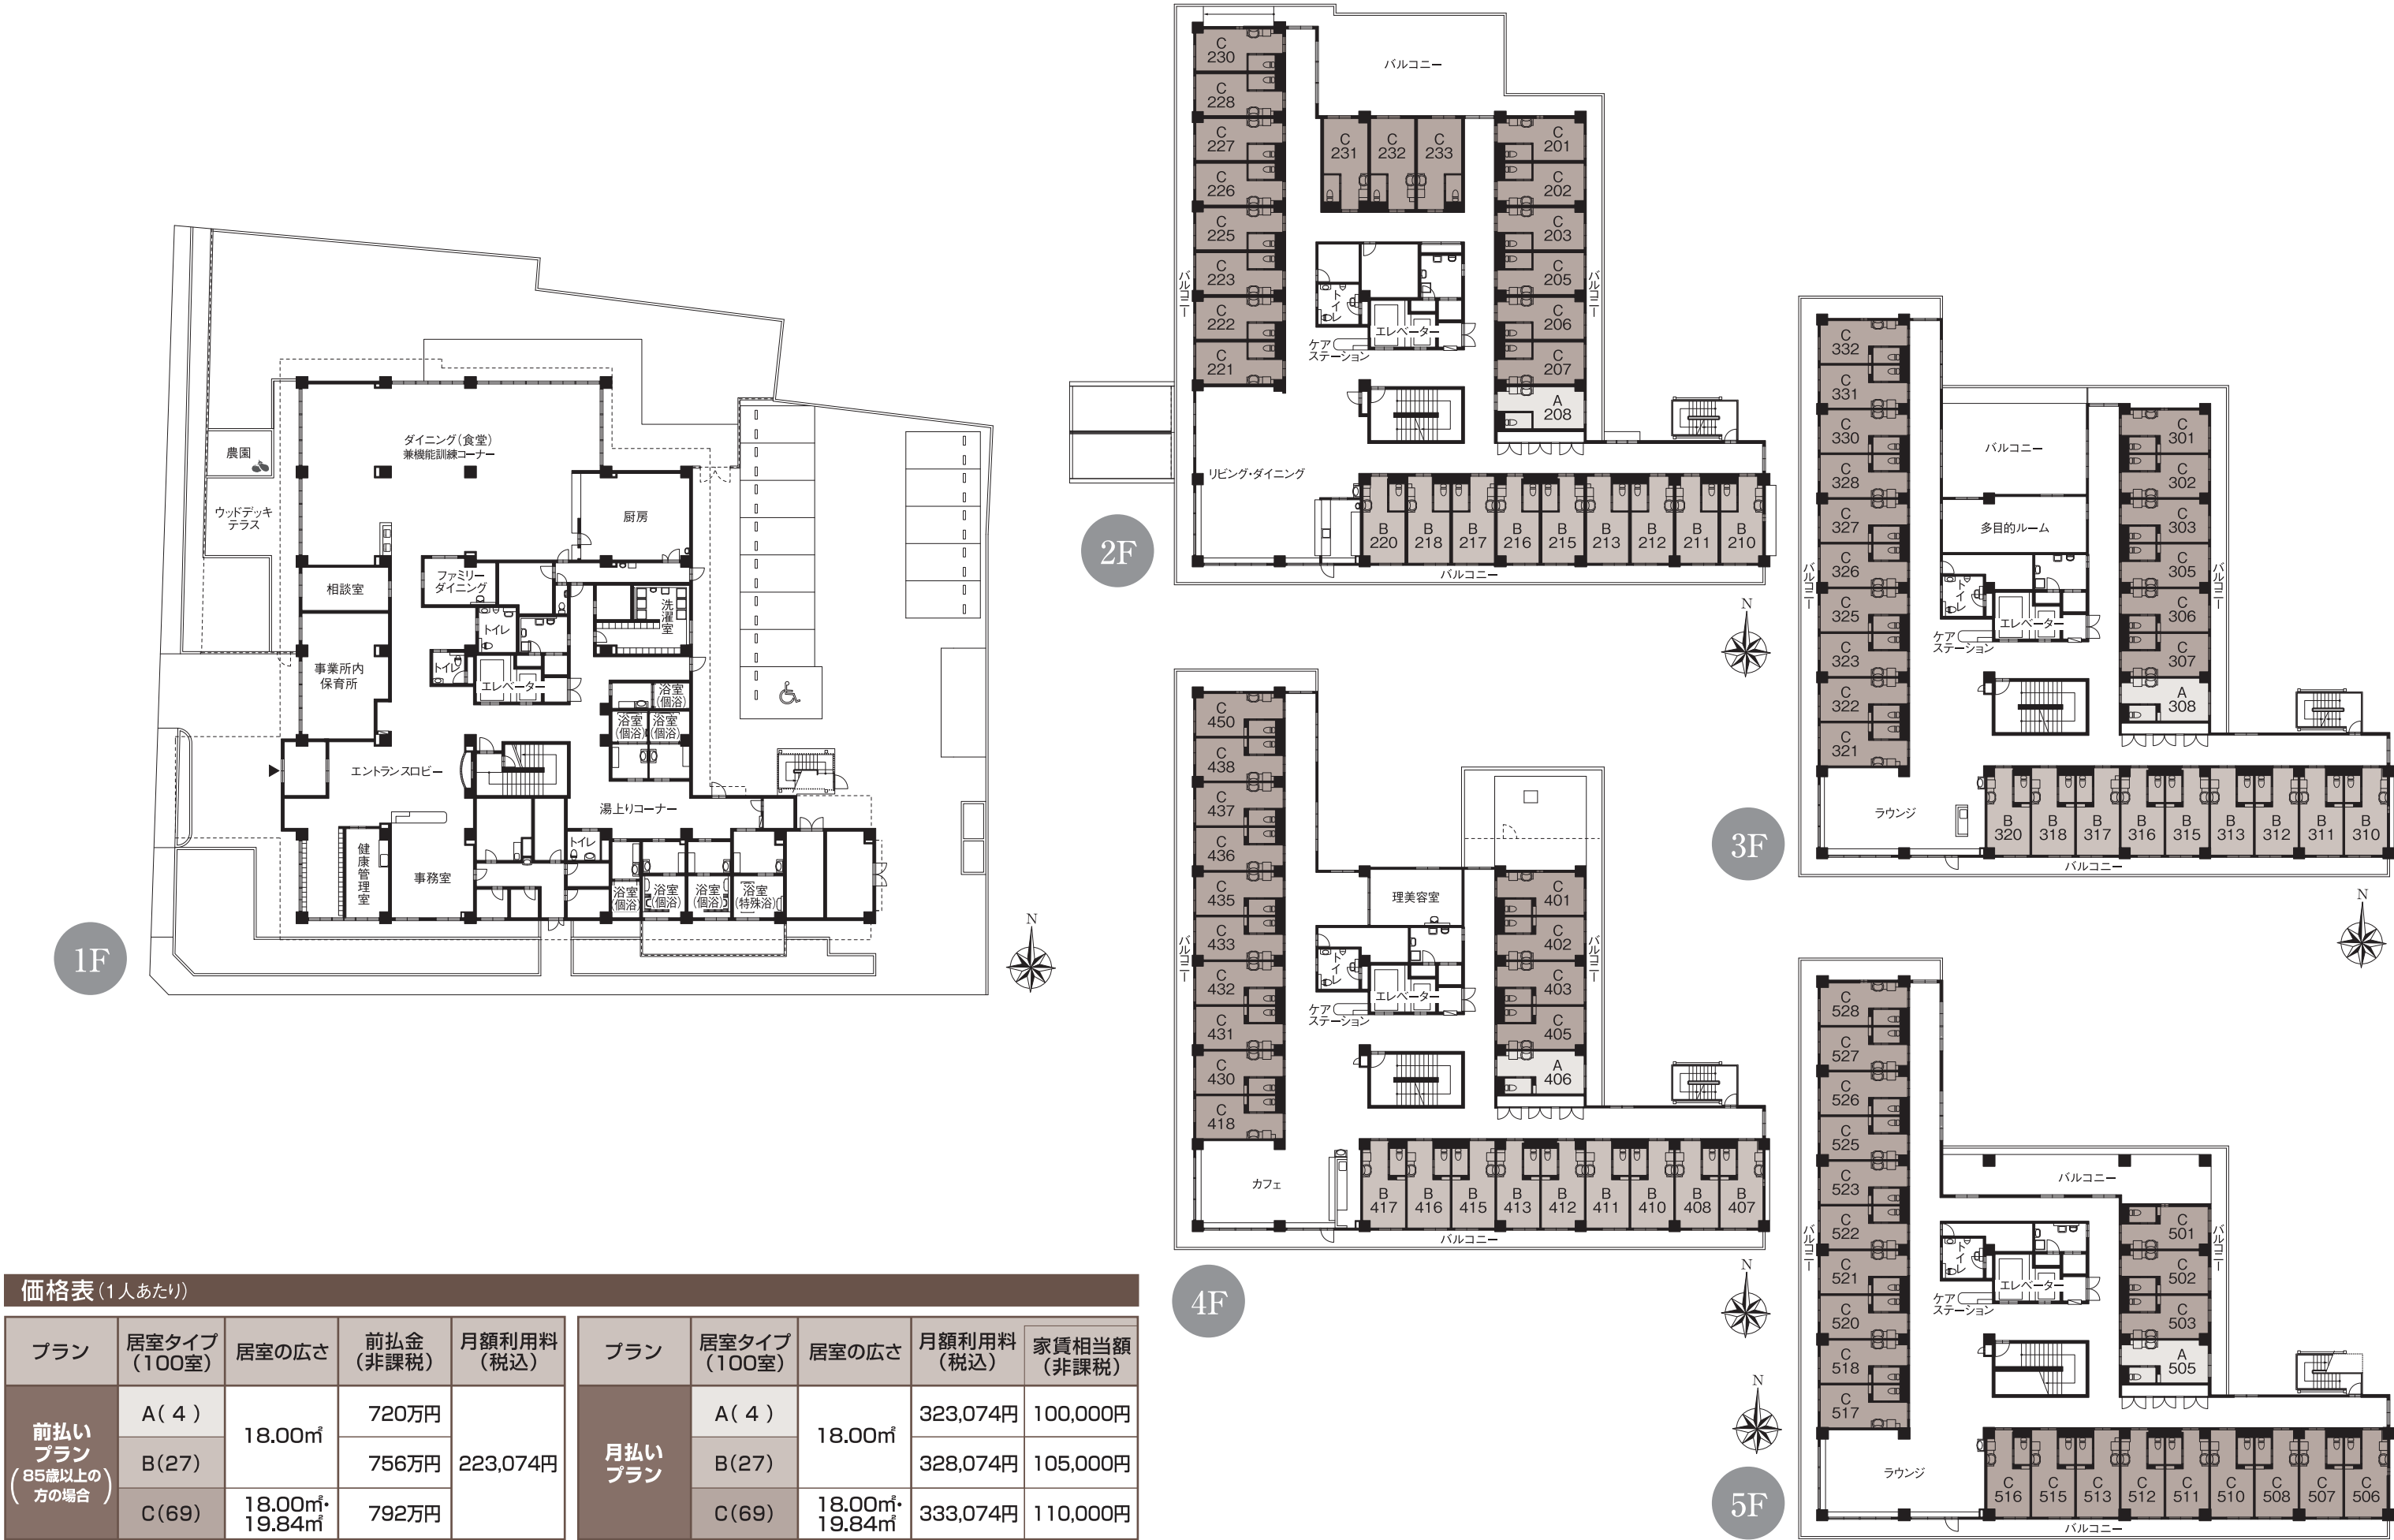 1F
農園
ウッドデッキ
テラス
ダイニング(食堂)
兼機能訓練コーナー
厨房
相談室
ファミリー
ダイニング
トイレ
洗濯室
事業所内
保育所
トイレ
エレベーター
浴室
(個浴)
浴室
(個浴)
浴室
(個浴)
エントランスロビー
湯上りコーナー
健康管理室
事務室
トイレ
浴室
(個浴)
浴室
(個浴)
浴室
(個浴)
浴室
(特殊浴)
N
2F
バルコニー
C
230
C
228
C
227
C
226
C
225
C
223
C
222
C
221
C
231
C
232
C
233
C
201
C
202
C
203
C
205
C
206
C
207
A
208
バルコニー
バルコニー
トイレ
エレベーター
ケア
ステーション
リビング・ダイニング
B
220
B
218
B
217
B
216
B
215
B
213
B
212
B
211
B
210
バルコニー
N
3F
C
332
C
331
C
330
C
328
C
327
C
326
C
325
C
323
C
322
C
321
バルコニー
多目的ルーム
C
301
C
302
C
303
C
305
C
306
C
307
A
308
バルコニー
バルコニー
トイレ
エレベーター
ケア
ステーション
ラウンジ
B
320
B
318
B
317
B
316
B
315
B
313
B
312
B
311
B
310
バルコニー
N
4F
C
450
C
438
C
437
C
436
C
435
C
433
C
432
C
431
C
430
C
418
理美容室
C
401
C
402
C
403
C
405
A
406
バルコニー
バルコニー
トイレ
エレベーター
ケア
ステーション
カフェ
B
417
B
416
B
415
B
413
B
412
B
411
B
410
B
408
B
407
バルコニー
N
5F
C
528
C
527
C
526
C
525
C
523
C
522
C
521
C
520
C
518
C
517
バルコニー
C
501
C
502
C
503
A
505
バルコニー
バルコニー
トイレ
エレベーター
ケア
ステーション
ラウンジ
C
516
C
515
C
513
C
512
C
511
C
510
C
508
C
507
C
506
バルコニー
N
価格表(1人あたり)
プラン 居室タイプ(100室) 居室の広さ 前払金(非課税) 月額利用料(税込)
前払いプラン(85歳以上の方の場合)
A(4) 18.00㎡ 720万円 223,074円
B(27) 756万円
C(69) 18.00㎡・19.84㎡ 792万円
プラン 居室タイプ(100室) 居室の広さ 月額利用料(税込) 家賃相当額(非課税)
月払いプラン
A(4) 18.00㎡ 323,074円 100,000円
B(27) 328,074円 105,000円
C(69) 18.00㎡・19.84㎡ 333,074円 110,000円